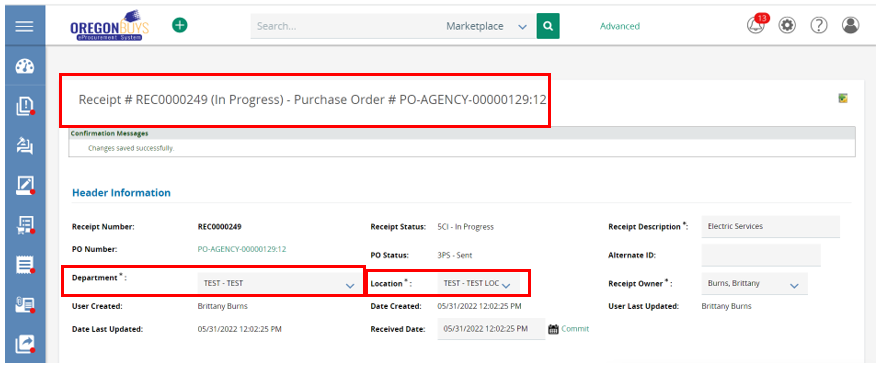 OREGONBUYS
eProcurement System
Search...
Marketplace
Advanced
13
Receipt # REC0000249 (In Progress) - Purchase Order # PO-AGENCY-00000129:12
Confirmation Messages
Changes saved successfully.
Header Information
Receipt Number: REC0000249 Receipt Status: 5CI - In Progress Receipt Description*: Electric Services
PO Number: PO-AGENCY-00000129:12 PO Status: 3PS - Sent Alternate ID:
Department*: TEST - TEST Location*: TEST - TEST LOC Receipt Owner*: Burns, Brittany
User Created: Brittany Burns Date Created: 05/31/2022 12:02:25 PM User Last Updated: Brittany Burns
Date Last Updated: 05/31/2022 12:02:25 PM Received Date: 05/31/2022 12:02:25 PM Commit